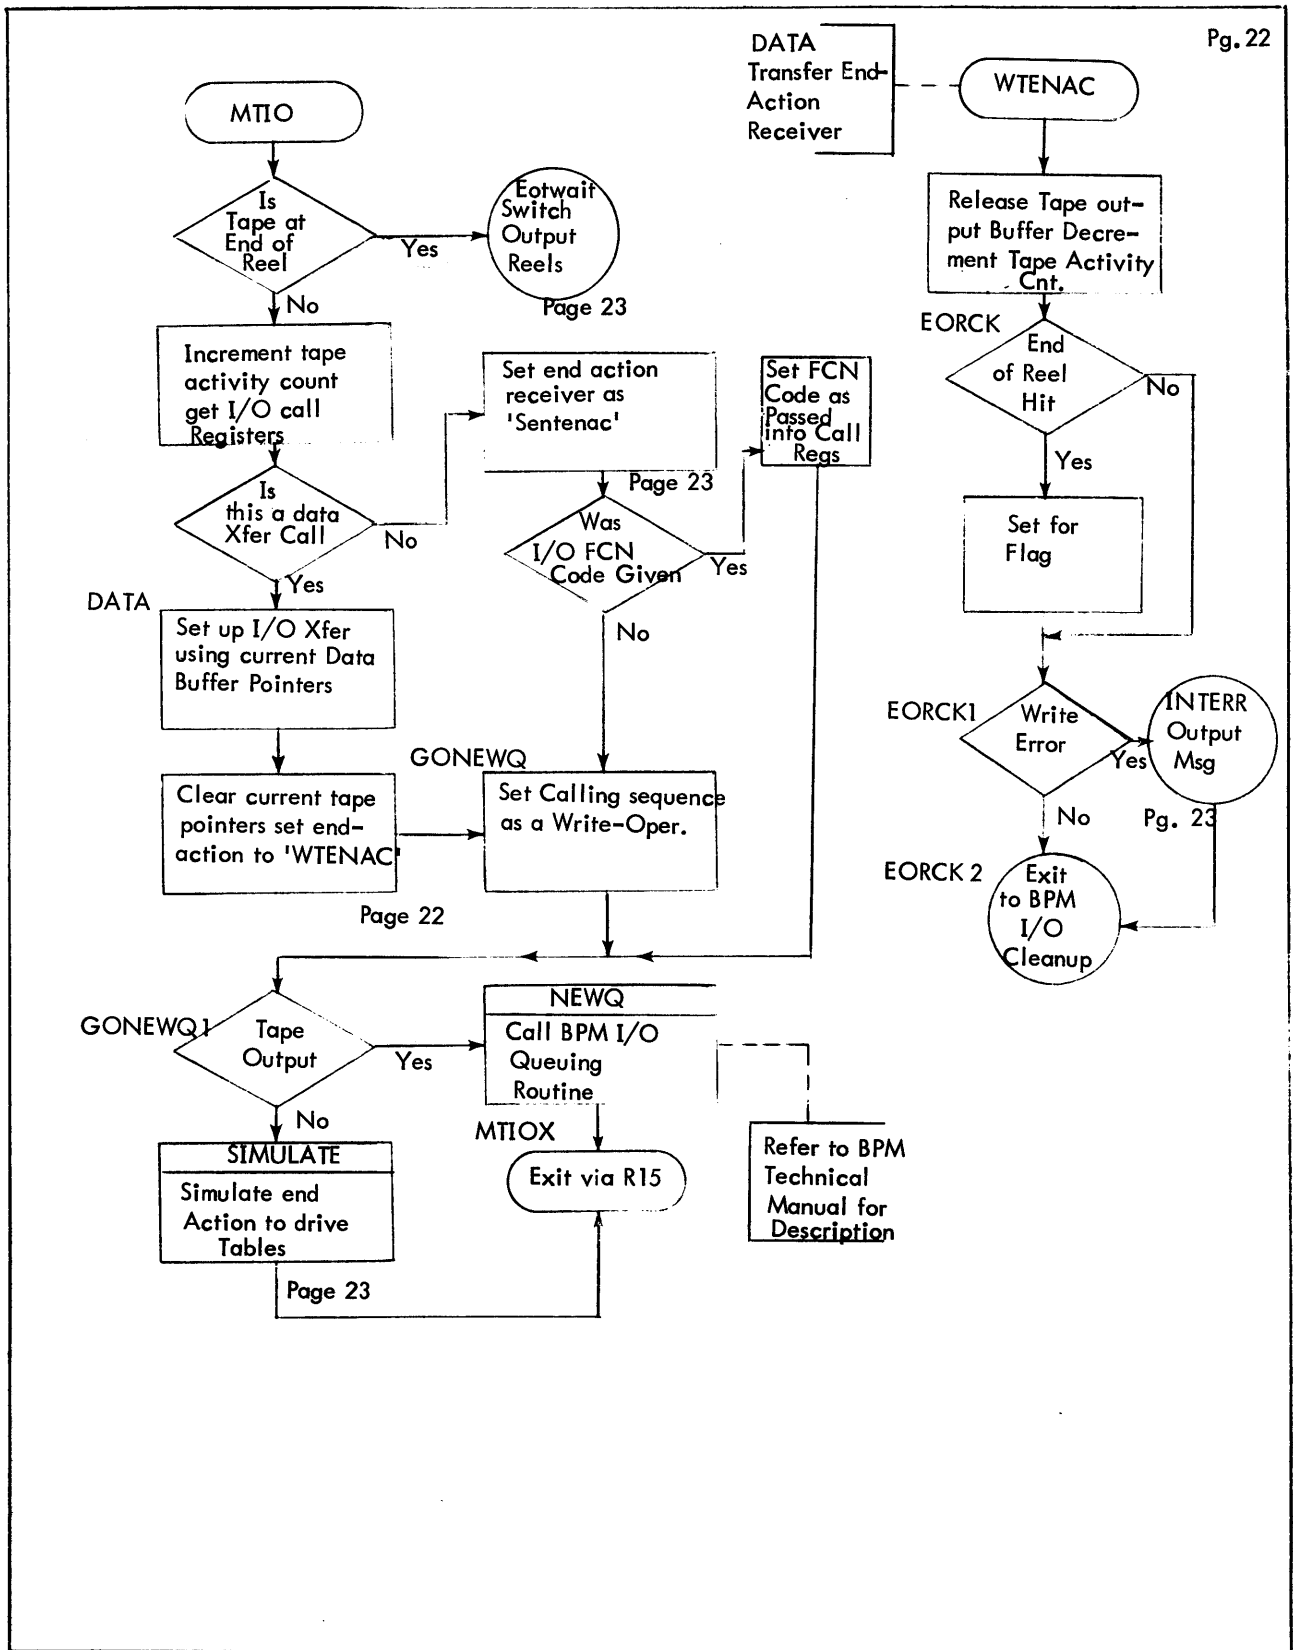 Pg. 22
MTIO
Is
Tape at
End of
Reel
Yes
No
Eotwait
Switch
Output
Reels
Page 23
Increment tape
activity count
get I/O call
Registers
Is
this a data
Xfer Call
No
Yes
Set end action
receiver as
'Sentenac'
Page 23
Was
I/O FCN
Code Given
Yes
No
Set FCN
Code as
Passed
into Call
Regs
DATA
Set up I/O Xfer
using current Data
Buffer Pointers
Clear current tape
pointers set end-
action to 'WTENAC'
Page 22
GONEWQ
Set Calling sequence
as a Write-Oper.
GONEWQ1
Tape
Output
Yes
No
NEWQ
Call BPM I/O
Queuing
Routine
Refer to BPM
Technical
Manual for
Description
MTIOX
Exit via R15
SIMULATE
Simulate end
Action to drive
Tables
Page 23
DATA
Transfer End-
Action
Receiver
WTENAC
Release Tape out-
put Buffer Decre-
ment Tape Activity
Cnt.
EORCK
End
of Reel
Hit
No
Yes
Set for
Flag
EORCK1
Write
Error
Yes
No
INTERR
Output
Msg
Pg. 23
EORCK 2
Exit
to BPM
I/O
Cleanup